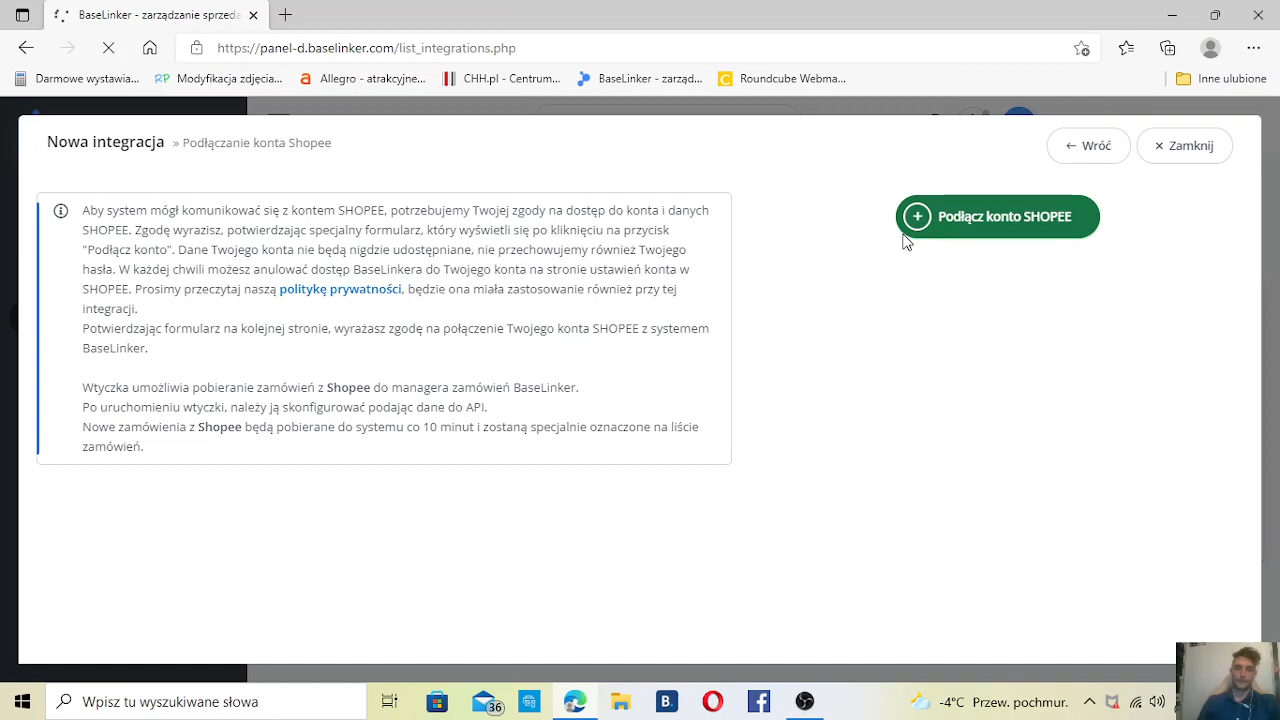 BaseLinker - zarządzanie sprzeda
https://panel-d.baselinker.com/list_integrations.php
Darmowe wystawia... Modyfikacja zdjęcia... Allegro - atrakcyjne... CHH.pl - Centrum... BaseLinker - zarząd... Roundcube Webma... Inne ulubione
Nowa integracja » Podłączanie konta Shopee
← Wróć
× Zamknij
Aby system mógł komunikować się z kontem SHOPEE, potrzebujemy Twojej zgody na dostęp do konta i danych
SHOPEE. Zgodę wyrazisz, potwierdzając specjalny formularz, który wyświetli się po kliknięciu na przycisk
"Podłącz konto". Dane Twojego konta nie będą nigdzie udostępniane, nie przechowujemy również Twojego
hasła. W każdej chwili możesz anulować dostęp BaseLinkera do Twojego konta na stronie ustawień konta w
SHOPEE. Prosimy przeczytaj naszą politykę prywatności, będzie ona miała zastosowanie również przy tej
integracji.
Potwierdzając formularz na kolejnej stronie, wyrażasz zgodę na połączenie Twojego konta SHOPEE z systemem
BaseLinker.
Wtyczka umożliwia pobieranie zamówień z Shopee do managera zamówień BaseLinker.
Po uruchomieniu wtyczki, należy ją skonfigurować podając dane do API.
Nowe zamówienia z Shopee będą pobierane do systemu co 10 minut i zostaną specjalnie oznaczone na liście
zamówień.
Podłącz konto SHOPEE
Wpisz tu wyszukiwane słowa
36
B.
-4°C Przew. pochmur.